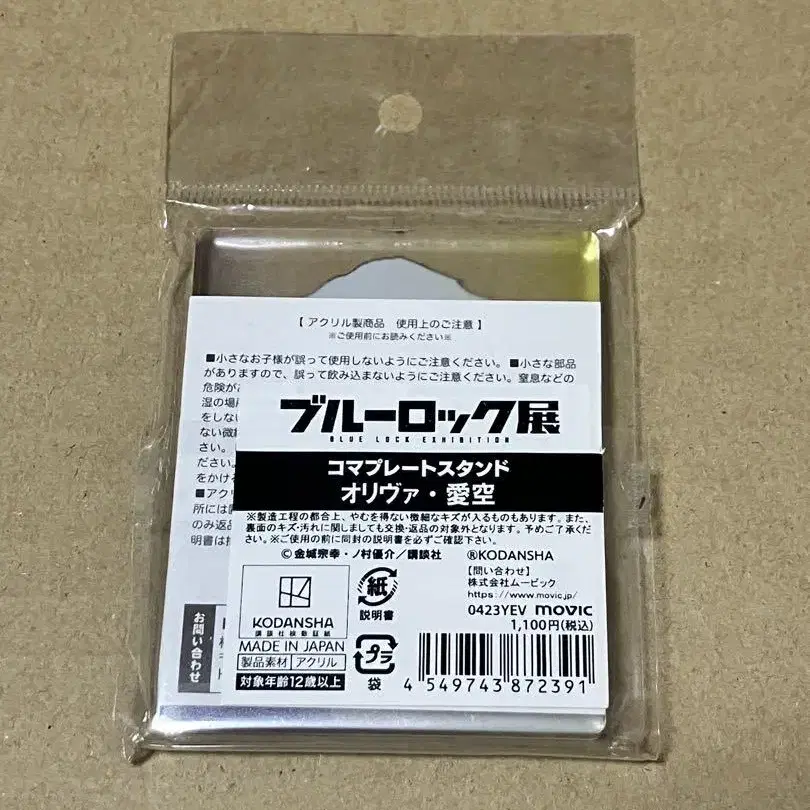 【 アクリル製商品 使用上のご注意 】
※ご使用前にお読みください※
■小さなお子様が誤って使用しないようにご注意ください。 ■小さな部品
がありますので、誤って飲み込まないようにご注意ください。窒息などの
危険が
湿の場所
をしない
ない微細
さい。
ださい。
をかける
■アクリ
所には
のみ返品
明書は
お問い合わせ
ブルーロック展
BLUE LOCK EXHIBITION
コマプレートスタンド
オリヴァ・愛空
※製造工程の都合上、やむを得ない微細なキズが入るものもあります。また、
裏面のキズ・汚れに関しましても交換・返品の対象外となります。予めご了承くだ
さい。※ご使用の前に同封の説明書を必ずご確認下さい。
©金城宗幸・ノ村優介/講談社 ®KODANSHA
【問い合わせ】
株式会社ムービック
https://www.movic.jp/
0423YEV movic
1,100円(税込)
KODANSHA
講談社検動証紙
紙
説明書
MADE IN JAPAN
製品素材 アクリル
対象年齢12歳以上
プラ
袋
4 549743 872391